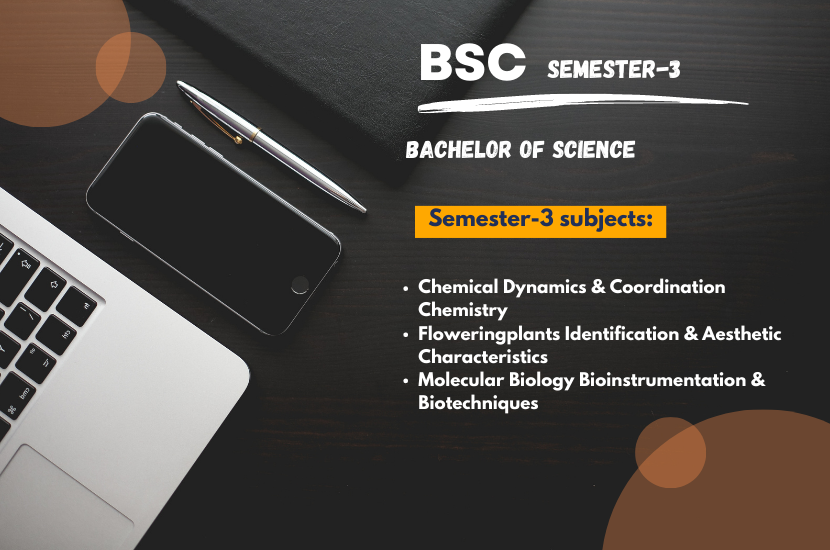 BSC SEMESTER-3
BACHELOR OF SCIENCE
Semester-3 subjects:
• Chemical Dynamics & Coordination
Chemistry
• Floweringplants Identification & Aesthetic
Characteristics
• Molecular Biology Bioinstrumentation &
Biotechniques